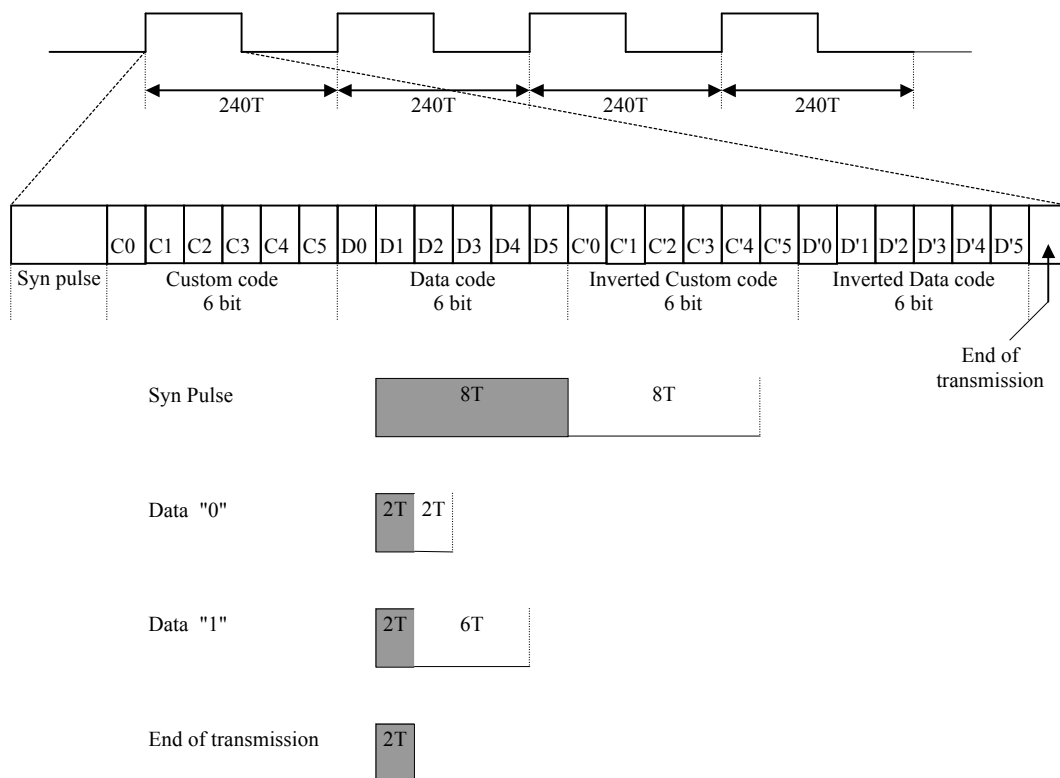 240T 240T 240T 240T
C0 C1 C2 C3 C4 C5 D0 D1 D2 D3 D4 D5 C'0 C'1 C'2 C'3 C'4 C'5 D'0 D'1 D'2 D'3 D'4 D'5
Syn pulse Custom code Data code Inverted Custom code Inverted Data code
6 bit 6 bit 6 bit 6 bit
End of
transmission
Syn Pulse 8T 8T
Data "0" 2T 2T
Data "1" 2T 6T
End of transmission 2T